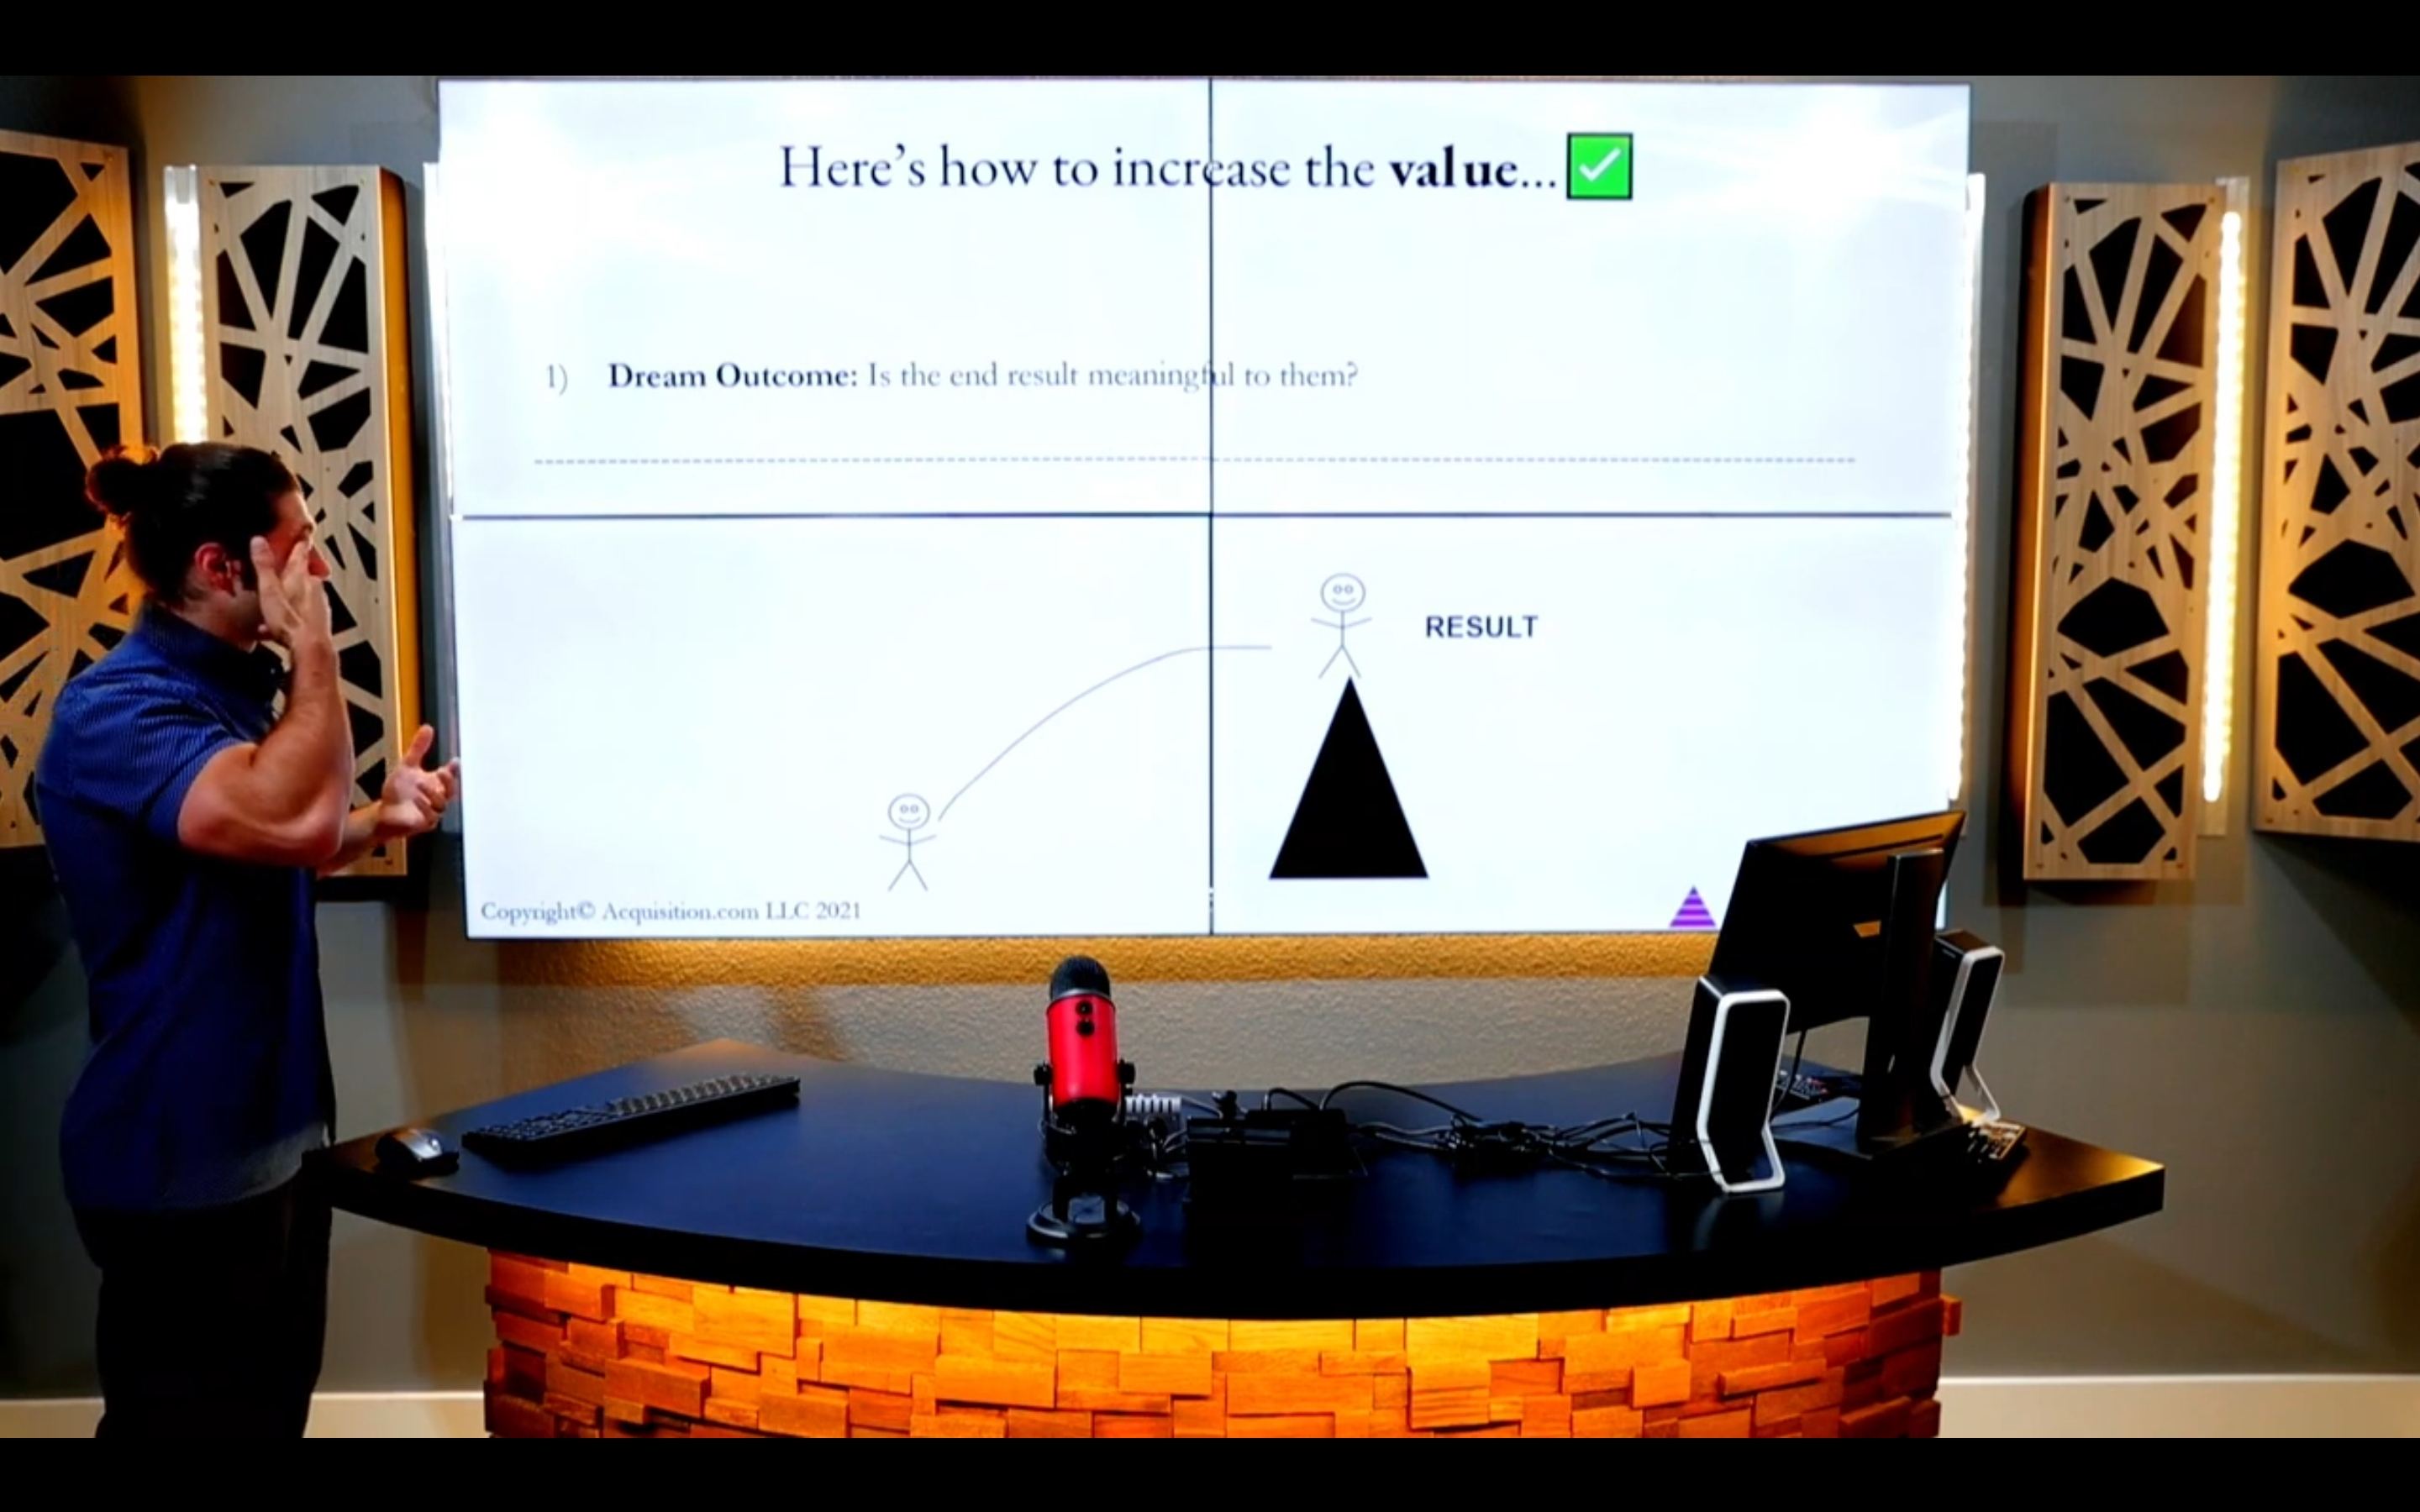 Here's how to increase the value...
1) Dream Outcome: Is the end result meaningful to them?
RESULT
Copyright© Acquisition.com LLC 2021